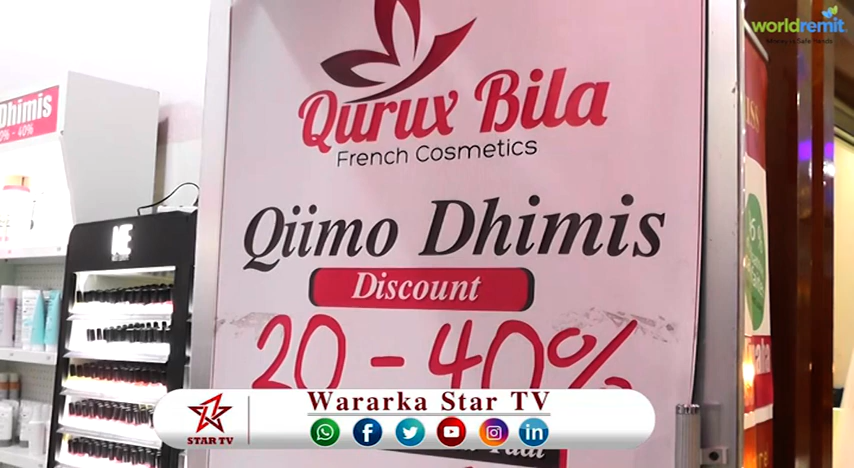 worldremit
Dhimis
Qurux Bila
French Cosmetics
Qiimo Dhimis
Discount
20 - 40%
Wararka Star TV
STAR TV